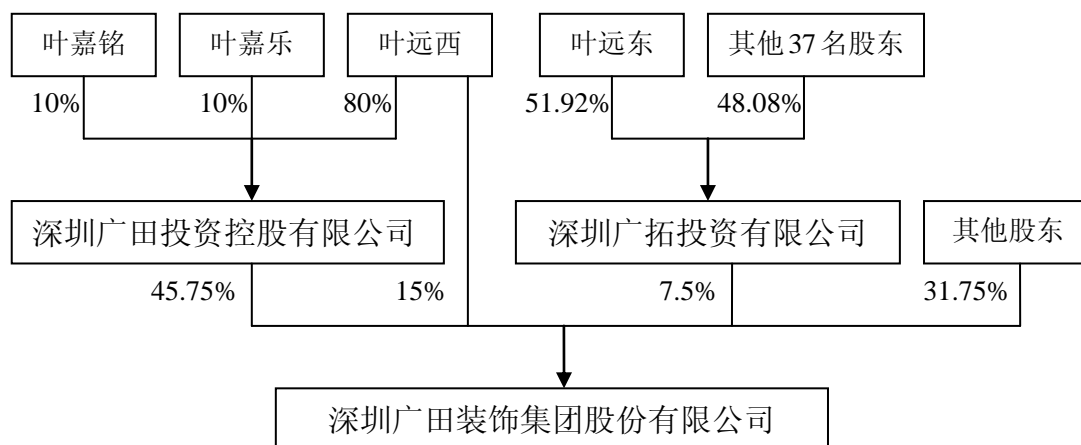 叶嘉铭 叶嘉乐 叶远西 叶远东 其他 37 名股东
10% 10% 80% 51.92% 48.08%
深圳广田投资控股有限公司 深圳广拓投资有限公司 其他股东
45.75% 15% 7.5% 31.75%
深圳广田装饰集团股份有限公司